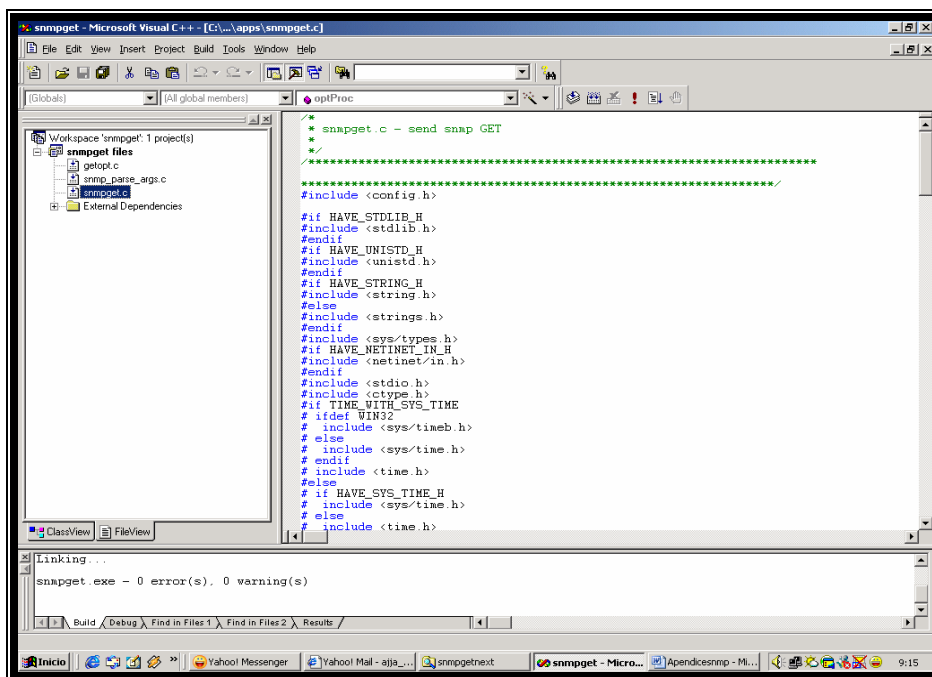 snmpget - Microsoft Visual C++ - [C:\...\apps\snmpget.c]
File Edit View Insert Project Build Tools Window Help
(Globals) (All global members) optProc
Workspace 'snmpget': 1 project(s)
snmpget files
getopt.c
snmp_parse_args.c
snmpget.c
External Dependencies
ClassView FileView
/*
* snmpget.c - send snmp GET
*
*/
/***********************************************************************
******************************************************************/
#include <config.h>
#if HAVE_STDLIB_H
#include <stdlib.h>
#endif
#if HAVE_UNISTD_H
#include <unistd.h>
#endif
#if HAVE_STRING_H
#include <string.h>
#else
#include <strings.h>
#endif
#include <sys/types.h>
#if HAVE_NETINET_IN_H
#include <netinet/in.h>
#endif
#include <stdio.h>
#include <ctype.h>
#if TIME_WITH_SYS_TIME
# ifdef WIN32
#  include <sys/timeb.h>
# else
#  include <sys/time.h>
# endif
# include <time.h>
#else
# if HAVE_SYS_TIME_H
#  include <sys/time.h>
# else
#  include <time.h>
Linking...
snmpget.exe - 0 error(s), 0 warning(s)
Build Debug Find in Files 1 Find in Files 2 Results
Inicio » Yahoo! Messenger Yahoo! Mail - ajja_... snmpgetnext snmpget - Micro... Apendicesnmp - Mi... 9:15